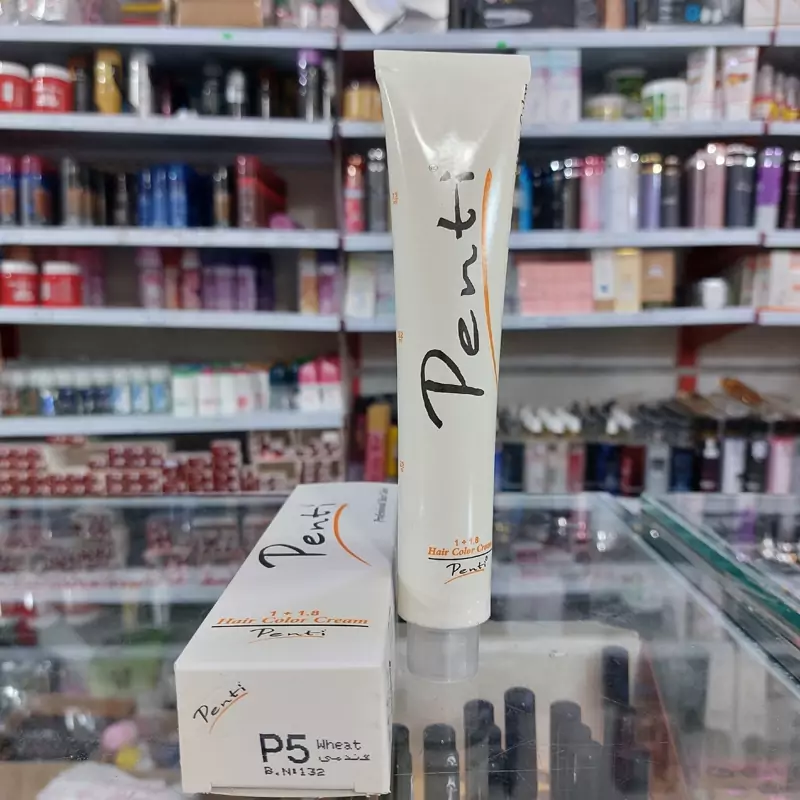 Penti
1 + 1.8
Hair Color Cream
Penti
Penti
1 + 1.8
Hair Color Cream
Penti
Penti
P5 Wheat
گندمی
B.N:132